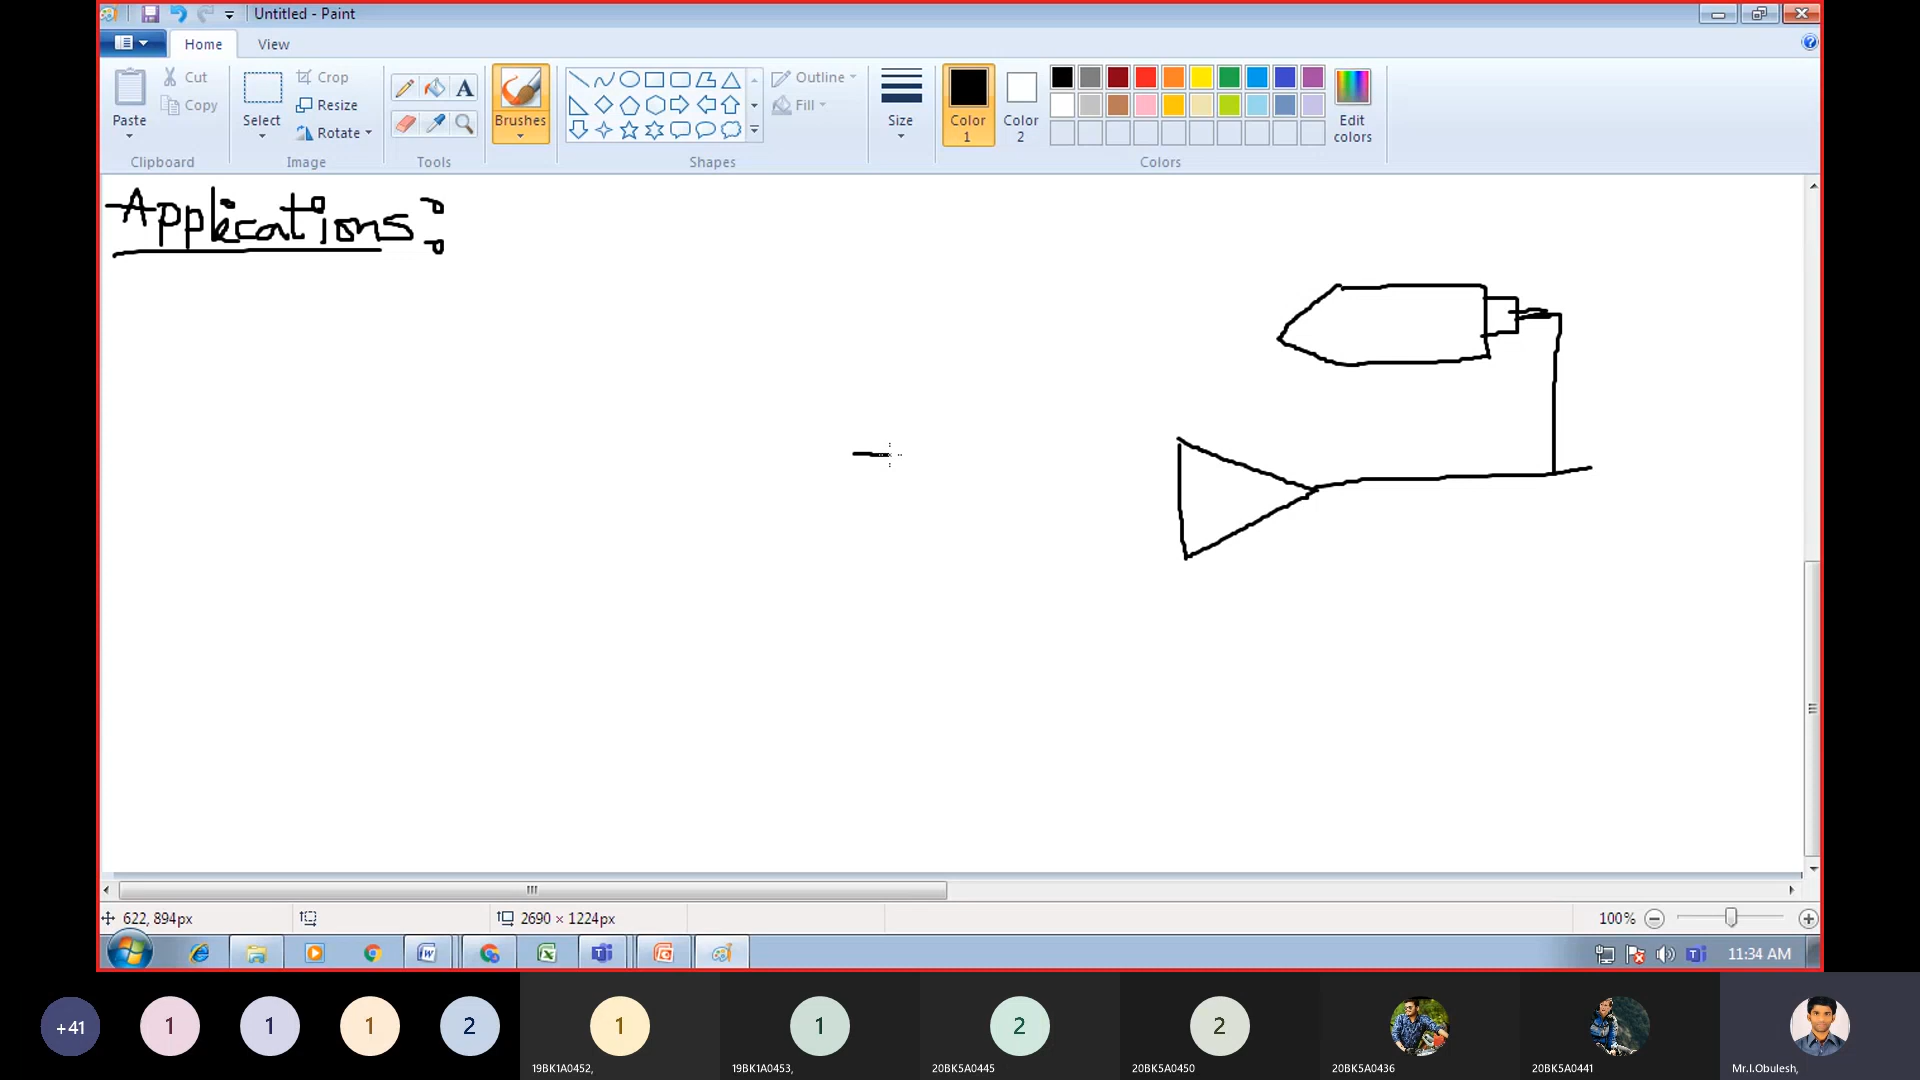 Untitled - Paint
Home View
Paste
Cut
Copy
Clipboard
Select
Crop
Resize
Rotate
Image
A
Tools
Brushes
Outline
Fill
Shapes
Size
Color 1
Color 2
Edit colors
Colors
Applications:
622, 894px
2690 × 1224px
100%
11:34 AM
+41 1 1 1 2 1 1 2 2
19BK1A0452, 19BK1A0453, 20BK5A0445 20BK5A0450 20BK5A0436 20BK5A0441 Mr.I.Obulesh,